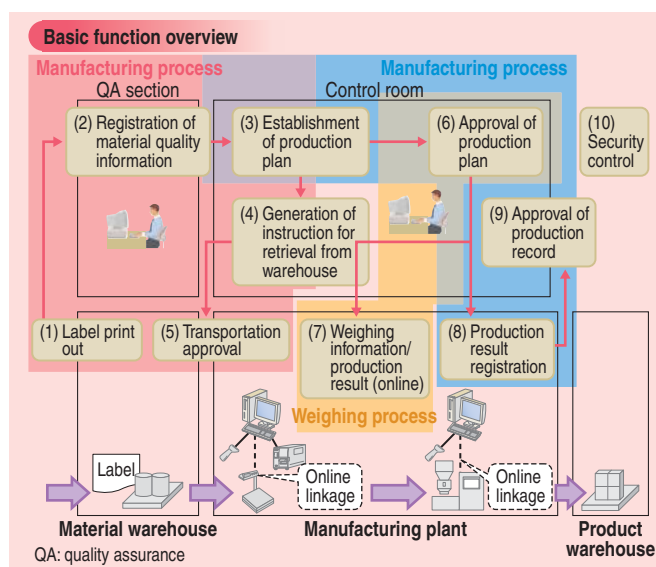 Basic function overview
Manufacturing process
Manufacturing process
QA section
Control room
(2) Registration of
material quality
information
(3) Establishment
of production
plan
(6) Approval of
production
plan
(10)
Security
control
(4) Generation of
instruction for
retrieval from
warehouse
(9) Approval of
production
record
(1) Label print
out
(5) Transportation
approval
(7) Weighing
information/
production
result (online)
(8) Production
result
registration
Weighing process
Label
Online
linkage
Online
linkage
Material warehouse
Manufacturing plant
Product
warehouse
QA: quality assurance